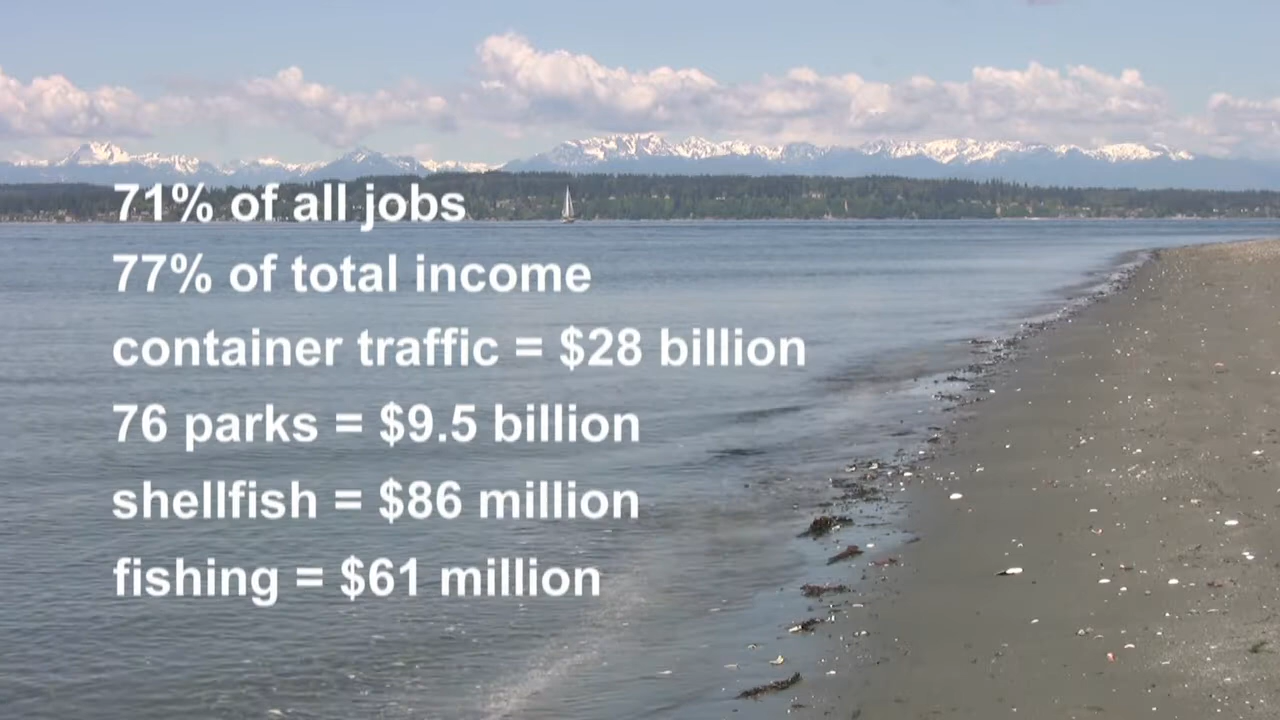 71% of all jobs
77% of total income
container traffic = $28 billion
76 parks = $9.5 billion
shellfish = $86 million
fishing = $61 million